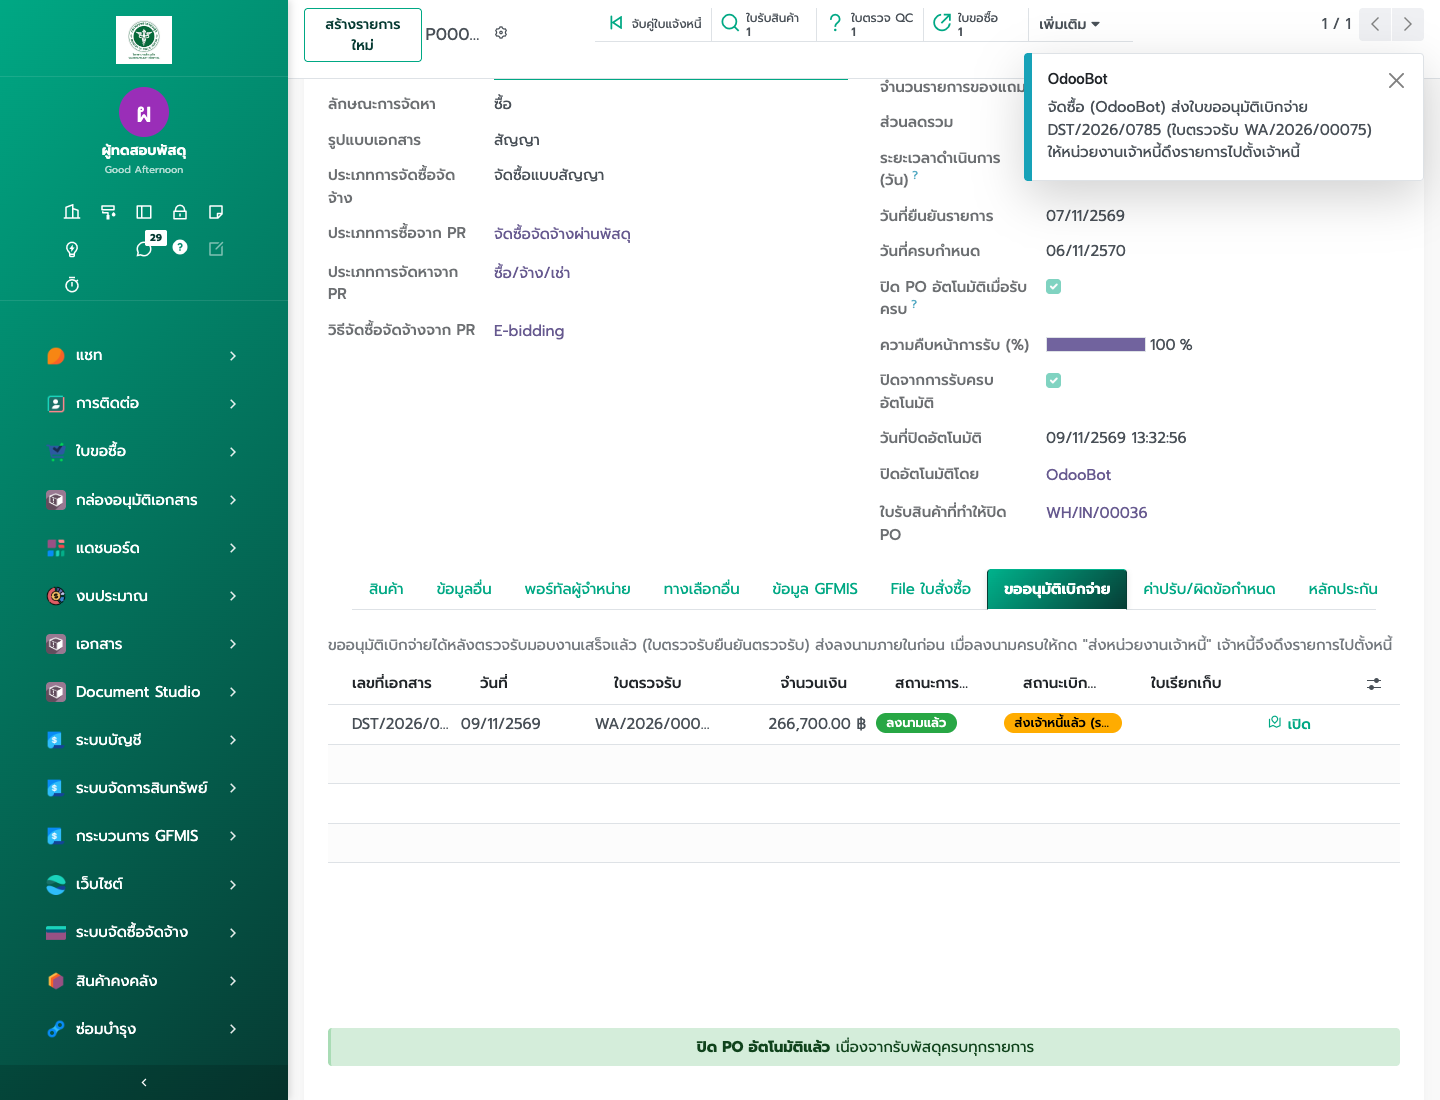 สร้างรายการ
ใหม่
P000...
จับคู่ใบแจ้งหนี้
ใบรับสินค้า
1
ใบตรวจ QC
1
ใบขอซื้อ
1
เพิ่มเติม
1 / 1
OdooBot
จัดซื้อ (OdooBot) ส่งใบขออนุมัติเบิกจ่าย
DST/2026/0785 (ใบตรวจรับ WA/2026/00075)
ให้หน่วยงานเจ้าหนี้ดึงรายการไปตั้งเจ้าหนี้
ผ
ผู้ทดสอบพัสดุ
Good Afternoon
29
แชท
การติดต่อ
ใบขอซื้อ
กล่องอนุมัติเอกสาร
แดชบอร์ด
งบประมาณ
เอกสาร
Document Studio
ระบบบัญชี
ระบบจัดการสินทรัพย์
กระบวนการ GFMIS
เว็บไซต์
ระบบจัดซื้อจัดจ้าง
สินค้าคงคลัง
ซ่อมบำรุง
ลักษณะการจัดหา
ซื้อ
รูปแบบเอกสาร
สัญญา
ประเภทการจัดซื้อจัด
จ้าง
จัดซื้อแบบสัญญา
ประเภทการซื้อจาก PR
จัดซื้อจัดจ้างผ่านพัสดุ
ประเภทการจัดหาจาก
PR
ซื้อ/จ้าง/เช่า
วิธีจัดซื้อจัดจ้างจาก PR
E-bidding
จำนวนรายการของแถม
ส่วนลดรวม
ระยะเวลาดำเนินการ
(วัน) ?
วันที่ยืนยันรายการ
07/11/2569
วันที่ครบกำหนด
06/11/2570
ปิด PO อัตโนมัติเมื่อรับ
ครบ ?
ความคืบหน้าการรับ (%)
100 %
ปิดจากการรับครบ
อัตโนมัติ
วันที่ปิดอัตโนมัติ
09/11/2569 13:32:56
ปิดอัตโนมัติโดย
OdooBot
ใบรับสินค้าที่ทำให้ปิด
PO
WH/IN/00036
สินค้า
ข้อมูลอื่น
พอร์ทัลผู้จำหน่าย
ทางเลือกอื่น
ข้อมูล GFMIS
File ใบสั่งซื้อ
ขออนุมัติเบิกจ่าย
ค่าปรับ/ผิดข้อกำหนด
หลักประกัน
ขออนุมัติเบิกจ่ายได้หลังตรวจรับมอบงานเสร็จแล้ว (ใบตรวจรับยืนยันตรวจรับ) ส่งลงนามภายในก่อน เมื่อลงนามครบให้กด "ส่งหน่วยงานเจ้าหนี้" เจ้าหนี้จึงดึงรายการไปตั้งหนี้
เลขที่เอกสาร
วันที่
ใบตรวจรับ
จำนวนเงิน
สถานะการ...
สถานะเบิก...
ใบเรียกเก็บ
DST/2026/0...
09/11/2569
WA/2026/000...
266,700.00 ฿
ลงนามแล้ว
ส่งเจ้าหนี้แล้ว (ร...
เปิด
ปิด PO อัตโนมัติแล้ว เนื่องจากรับพัสดุครบทุกรายการ